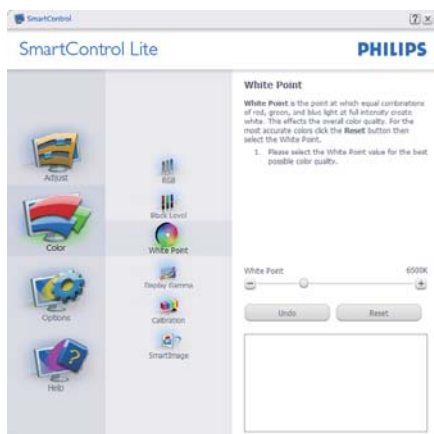 SmartControl
SmartControl Lite
PHILIPS
Adjust
Color
Options
Help
RGB
Black Level
White Point
Display Gamma
Calibration
SmartImage
White Point
White Point is the point at which equal combinations
of red, green, and blue light at full intensity create
white. This effects the overall color quality. For the
most accurate colors click the Reset button then
select the White Point.
1. Please select the White Point value for the best
possible color quality.
White Point 6500K
Undo Reset